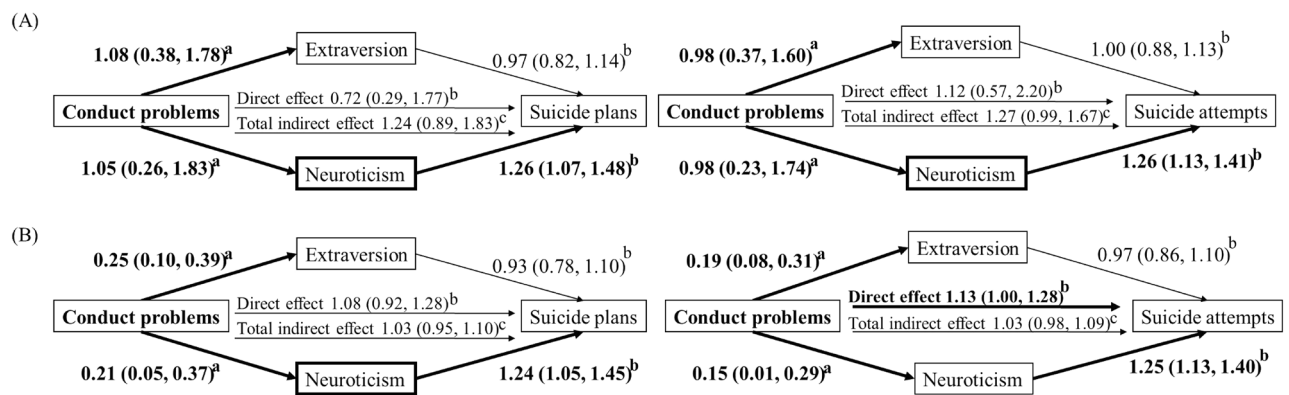 (A)
1.08 (0.38, 1.78)a
Extraversion
0.97 (0.82, 1.14)b
Conduct problems
Direct effect 0.72 (0.29, 1.77)b
Total indirect effect 1.24 (0.89, 1.83)c
Suicide plans
1.05 (0.26, 1.83)a
Neuroticism
1.26 (1.07, 1.48)b
0.98 (0.37, 1.60)a
Extraversion
1.00 (0.88, 1.13)b
Conduct problems
Direct effect 1.12 (0.57, 2.20)b
Total indirect effect 1.27 (0.99, 1.67)c
Suicide attempts
0.98 (0.23, 1.74)a
Neuroticism
1.26 (1.13, 1.41)b
(B)
0.25 (0.10, 0.39)a
Extraversion
0.93 (0.78, 1.10)b
Conduct problems
Direct effect 1.08 (0.92, 1.28)b
Total indirect effect 1.03 (0.95, 1.10)c
Suicide plans
0.21 (0.05, 0.37)a
Neuroticism
1.24 (1.05, 1.45)b
0.19 (0.08, 0.31)a
Extraversion
0.97 (0.86, 1.10)b
Conduct problems
Direct effect 1.13 (1.00, 1.28)b
Total indirect effect 1.03 (0.98, 1.09)c
Suicide attempts
0.15 (0.01, 0.29)a
Neuroticism
1.25 (1.13, 1.40)b